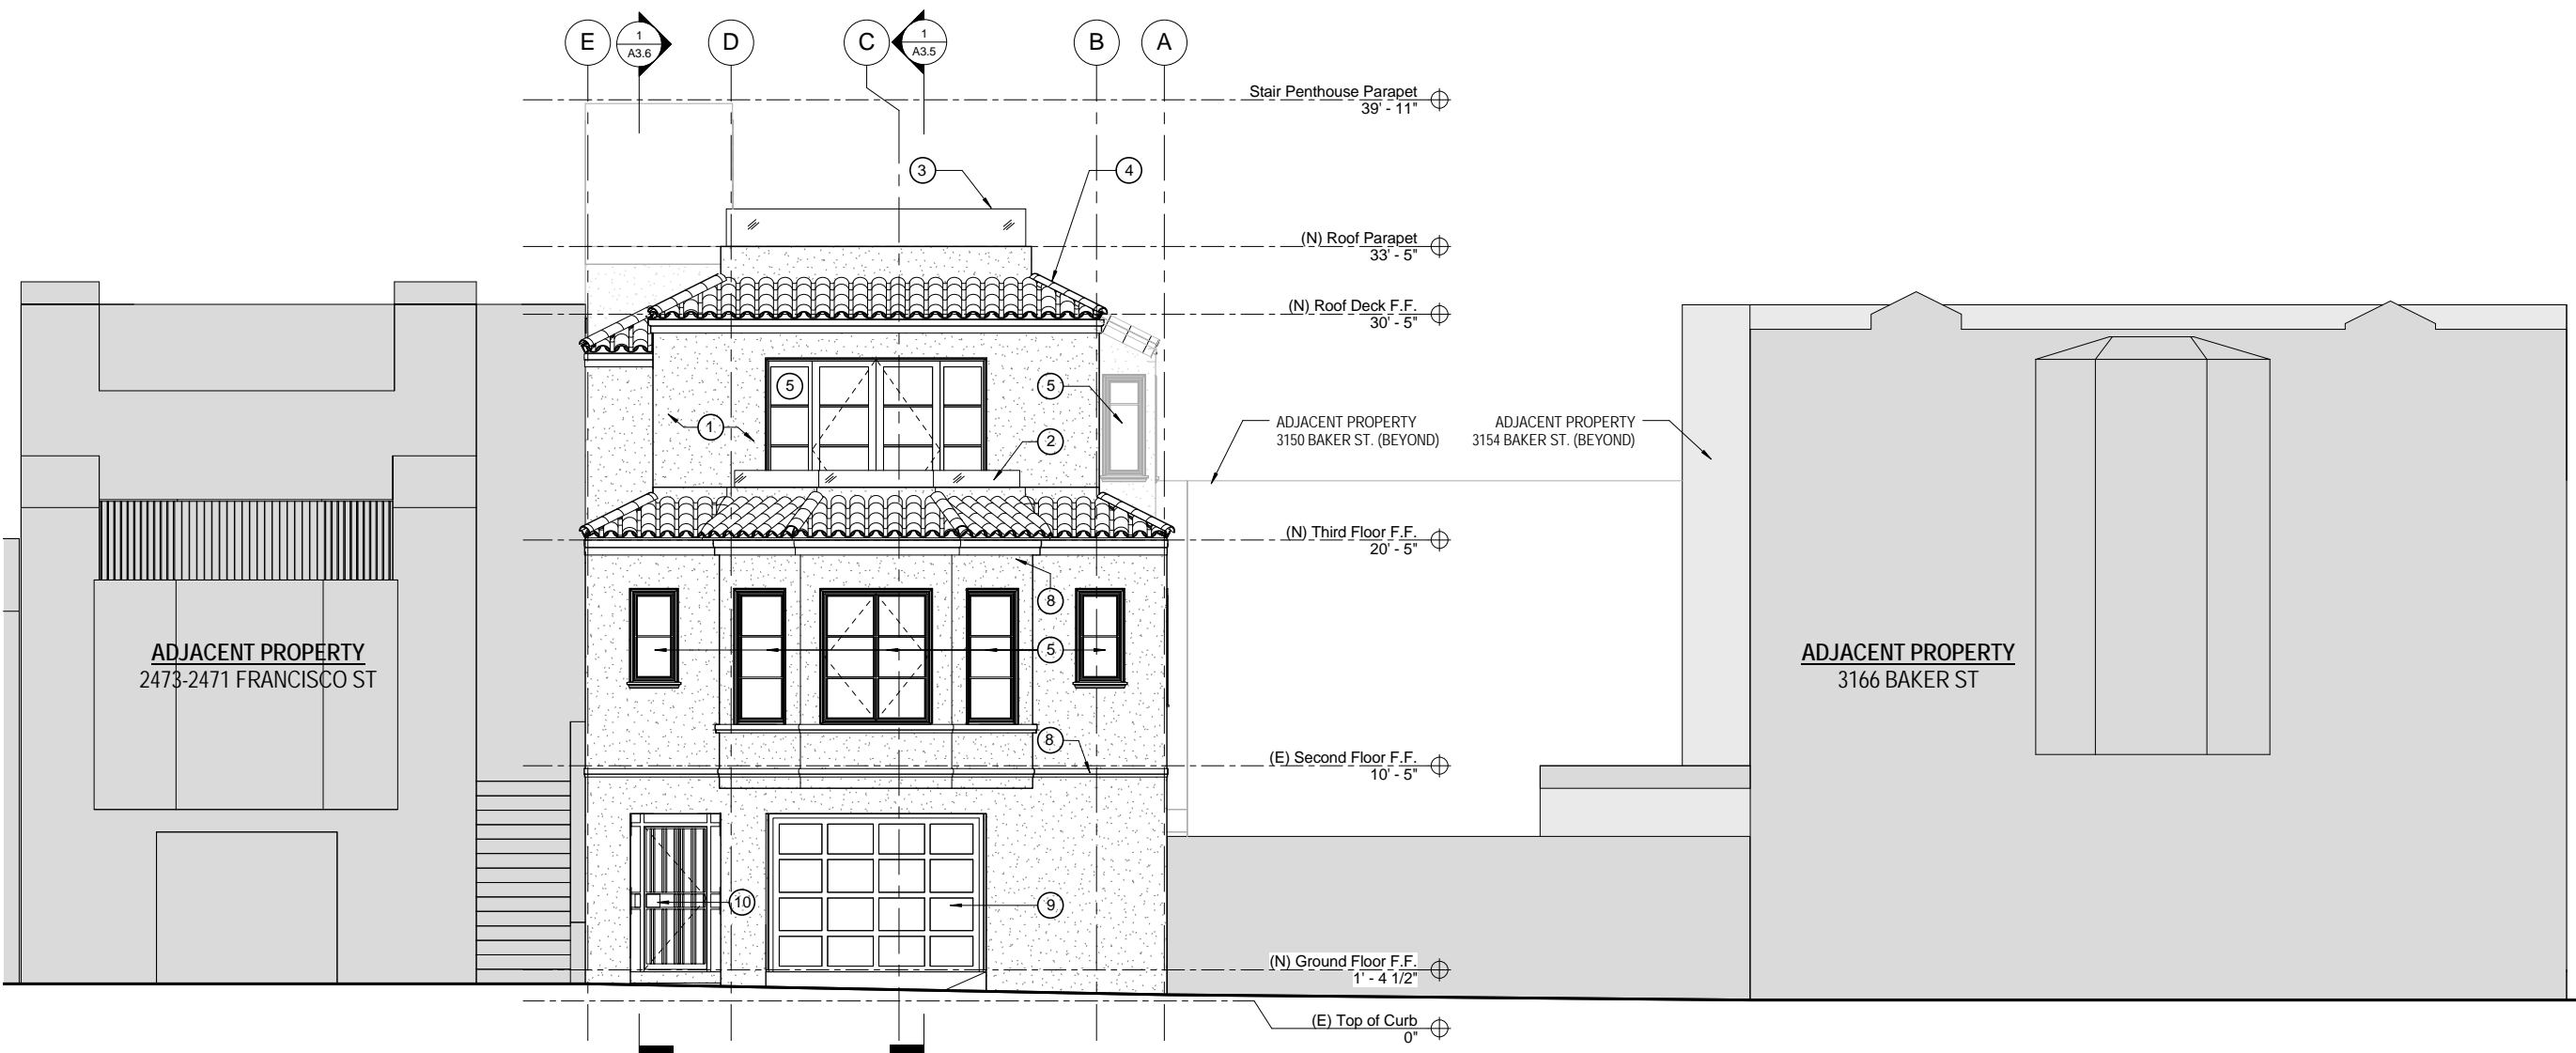 E
1
A3.6
D
C
1
A3.5
B
A
Stair Penthouse Parapet
39' - 11"
3
4
(N) Roof Parapet
33' - 5"
(N) Roof Deck F.F.
30' - 5"
5
5
1
2
ADJACENT PROPERTY
3150 BAKER ST. (BEYOND)
ADJACENT PROPERTY
3154 BAKER ST. (BEYOND)
(N) Third Floor F.F.
20' - 5"
8
5
ADJACENT PROPERTY
2473-2471 FRANCISCO ST
ADJACENT PROPERTY
3166 BAKER ST
8
(E) Second Floor F.F.
10' - 5"
10
9
(N) Ground Floor F.F.
1' - 4 1/2"
(E) Top of Curb
0"